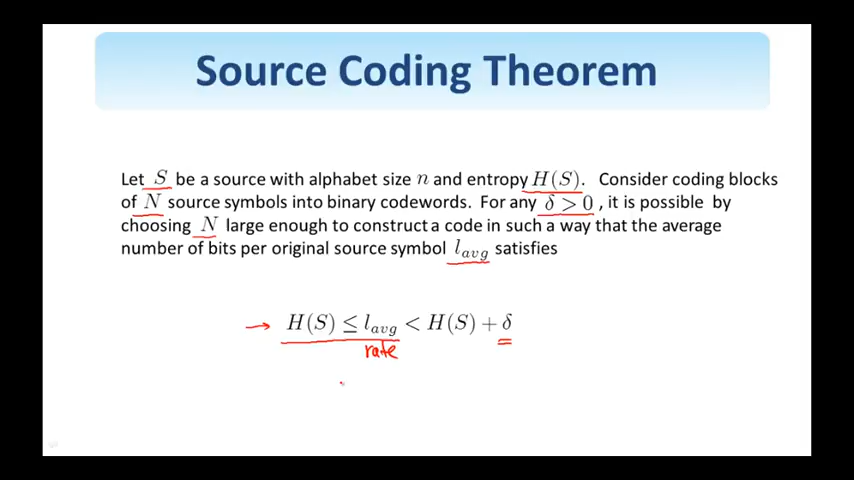 Source Coding Theorem
Let S be a source with alphabet size n and entropy H(S). Consider coding blocks
of N source symbols into binary codewords. For any δ > 0 , it is possible by
choosing N large enough to construct a code in such a way that the average
number of bits per original source symbol l_avg satisfies
→ H(S) ≤ l_avg < H(S) + δ
rate